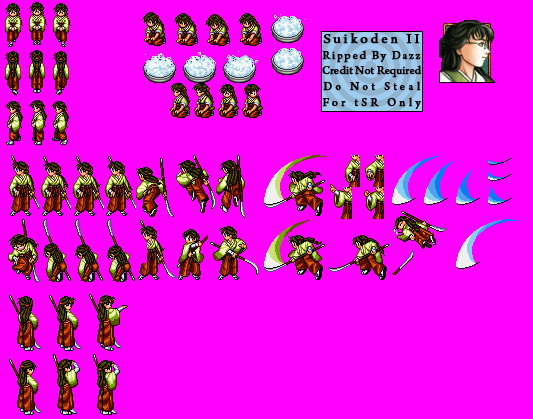 Suikoden II
Ripped By Dazz
Credit Not Required
Do Not Steal
For tSR Only